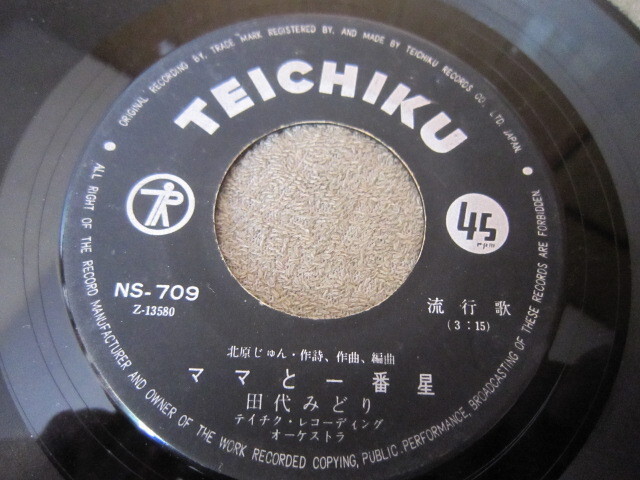 ORIGINAL RECORDING BY, TRADE MARK REGISTERED BY, AND MADE BY TEICHIKU RECORDS CO., LTD. JAPAN.
TEICHIKU
45
rpm
NS-709
Z-13580
流行歌
(3:15)
北原じゅん・作詩、作曲、編曲
ママと一番星
田代みどり
テイチク・レコーディング
オーケストラ
ALL RIGHT OF THE RECORD MANUFACTURER AND OWNER OF THE WORK RECORDED COPYING, PUBLIC. PERFORMANCE, BROADCASTING OF THESE RECORDS ARE FORBIDDEN.